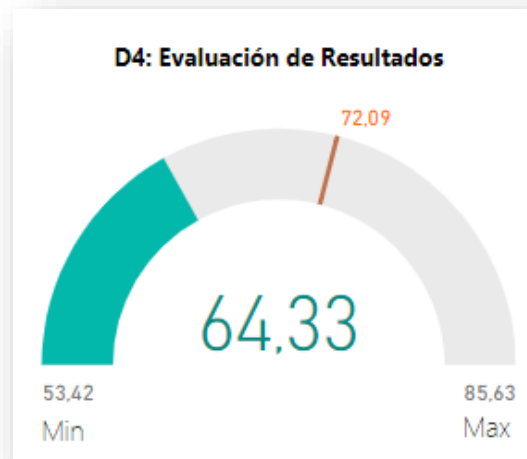 D4: Evaluación de Resultados
72,09
64,33
53,42
85,63
Min
Max